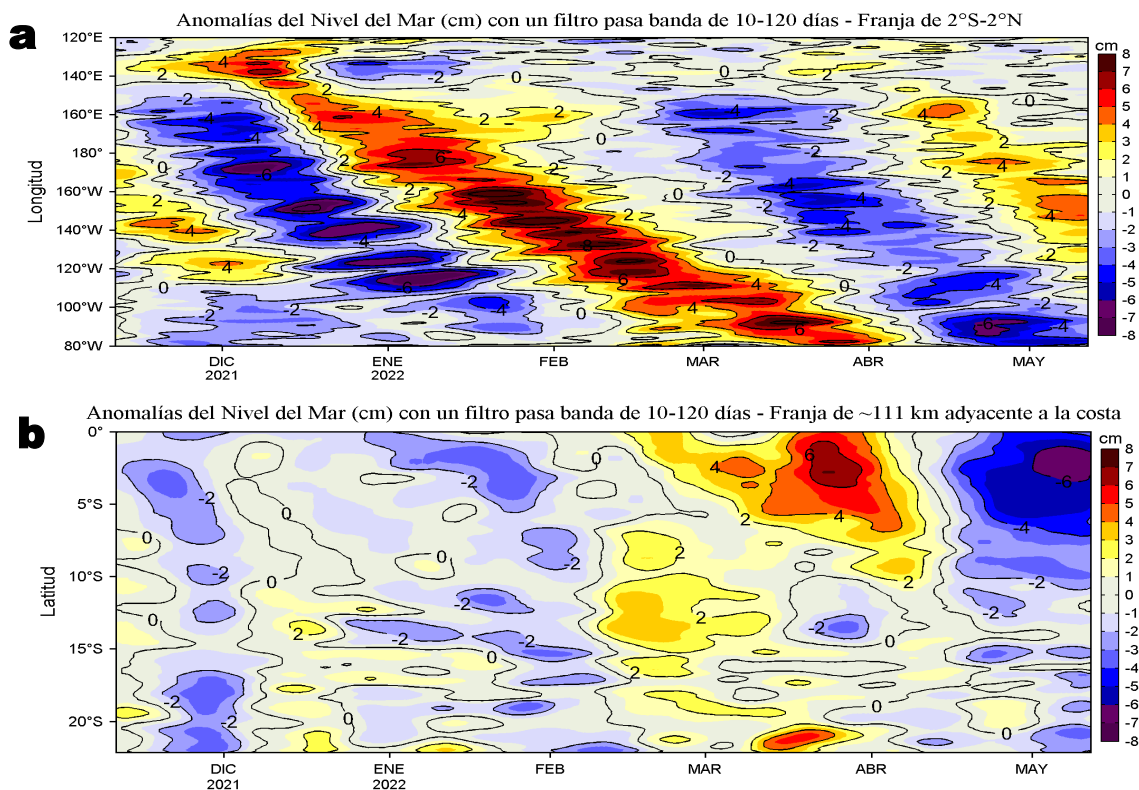 a
Anomalías del Nivel del Mar (cm) con un filtro pasa banda de 10-120 días - Franja de 2°S-2°N
Longitud
120°E
140°E
160°E
180°
160°W
140°W
120°W
100°W
80°W
DIC
2021
ENE
2022
FEB
MAR
ABR
MAY
cm
8
7
6
5
4
3
2
1
0
-1
-2
-3
-4
-5
-6
-7
-8
b
Anomalías del Nivel del Mar (cm) con un filtro pasa banda de 10-120 días - Franja de ~111 km adyacente a la costa
Latitud
0°
5°S
10°S
15°S
20°S
DIC
2021
ENE
2022
FEB
MAR
ABR
MAY
cm
8
7
6
5
4
3
2
1
0
-1
-2
-3
-4
-5
-6
-7
-8